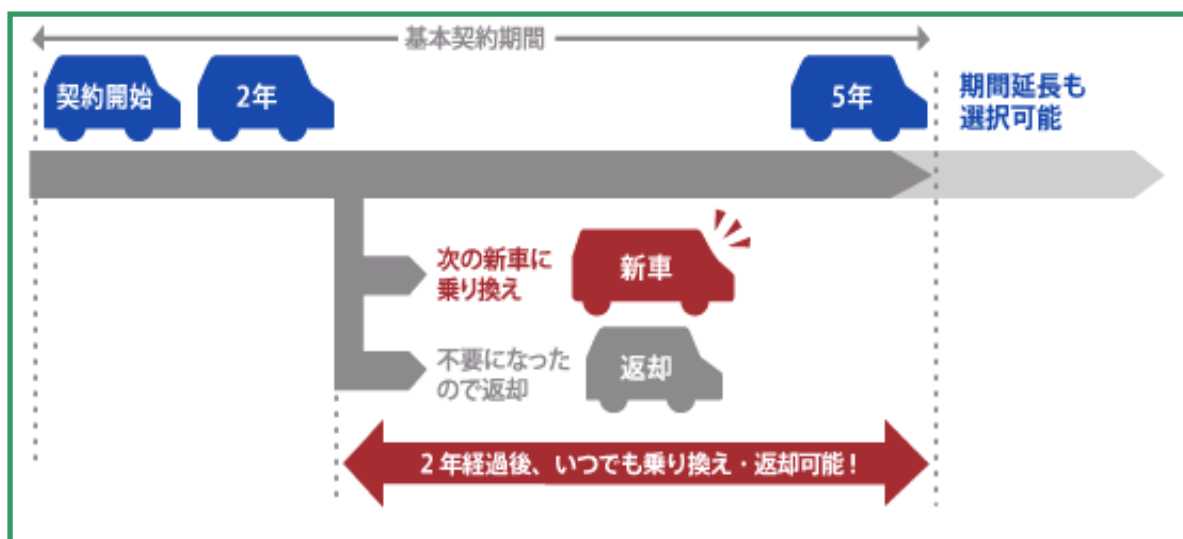 基本契約期間
契約開始
2年
5年
期間延長も
選択可能
次の新車に
乗り換え
新車
不要になった
ので返却
返却
2年経過後、いつでも乗り換え・返却可能！